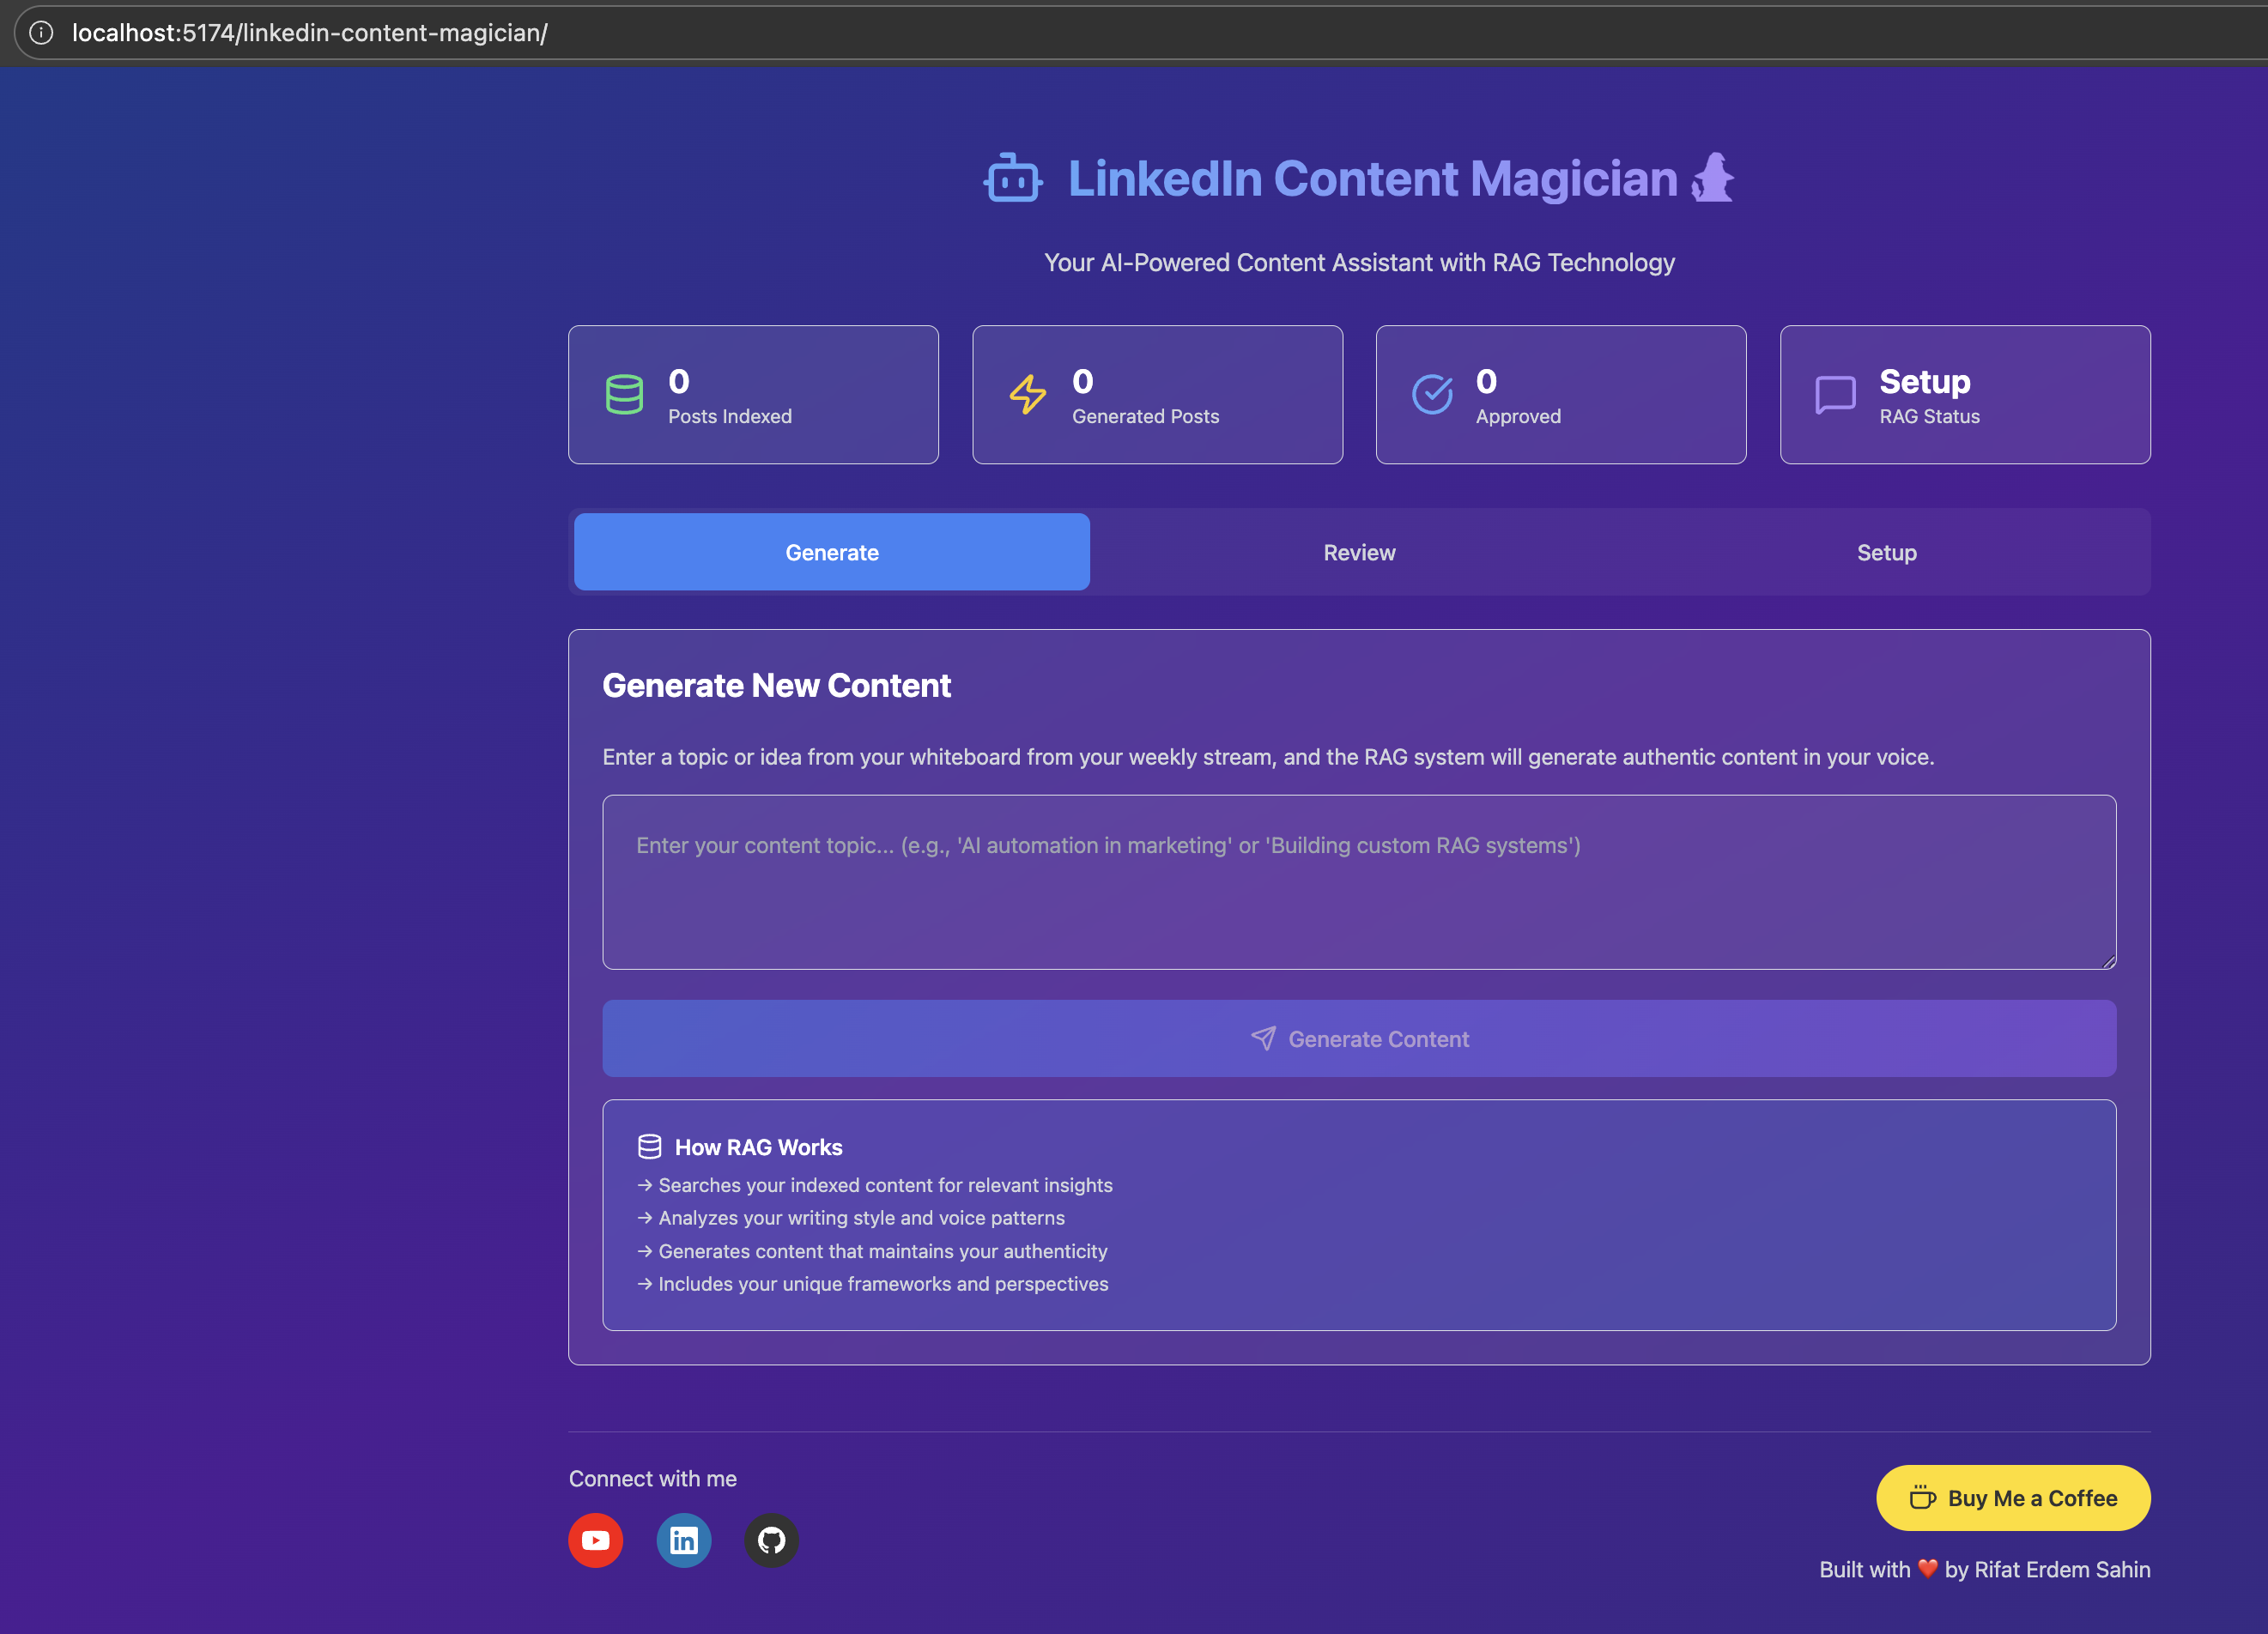 localhost:5174/linkedin-content-magician/
LinkedIn Content Magician
Your AI-Powered Content Assistant with RAG Technology
0
Posts Indexed
0
Generated Posts
0
Approved
Setup
RAG Status
Generate
Review
Setup
Generate New Content
Enter a topic or idea from your whiteboard from your weekly stream, and the RAG system will generate authentic content in your voice.
Enter your content topic... (e.g., 'AI automation in marketing' or 'Building custom RAG systems')
Generate Content
How RAG Works
→ Searches your indexed content for relevant insights
→ Analyzes your writing style and voice patterns
→ Generates content that maintains your authenticity
→ Includes your unique frameworks and perspectives
Connect with me
in
Buy Me a Coffee
Built with ❤️ by Rifat Erdem Sahin